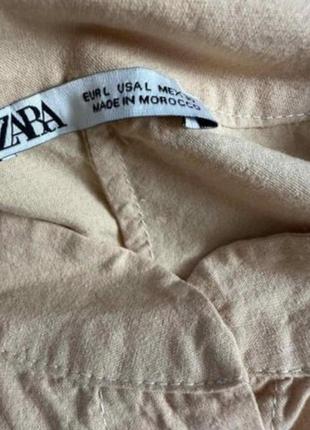 ZARA
EUR L USA L MEX
MADE IN MOROCCO